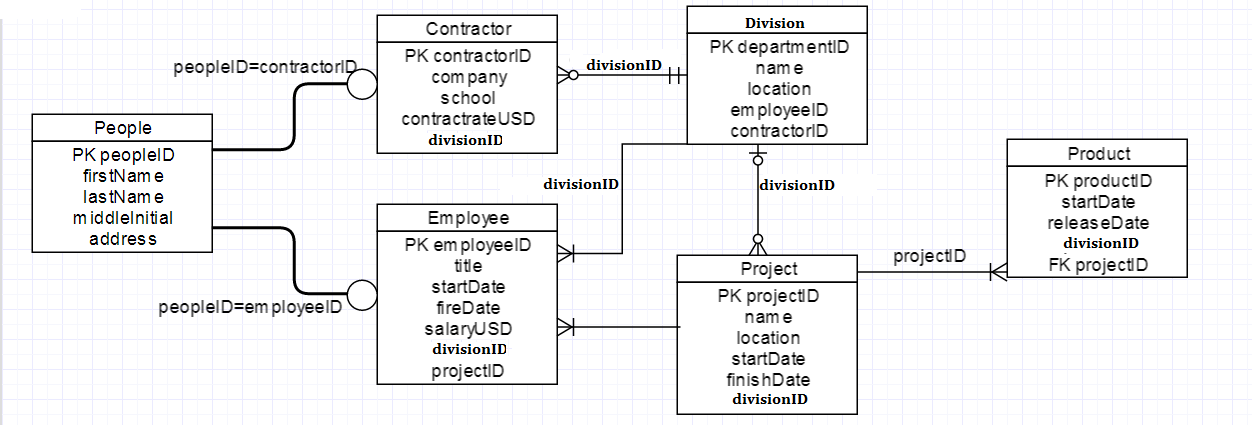 peopleID=contractorID
People
PK peopleID
firstName
lastName
middleInitial
address
peopleID=employeeID
Contractor
PK contractorID
company
school
contractrateUSD
divisionID
divisionID
Division
PK departmentID
name
location
employeeID
contractorID
divisionID
divisionID
Employee
PK employeeID
title
startDate
fireDate
salaryUSD
divisionID
projectID
Project
PK projectID
name
location
startDate
finishDate
divisionID
projectID
Product
PK productID
startDate
releaseDate
divisionID
FK projectID